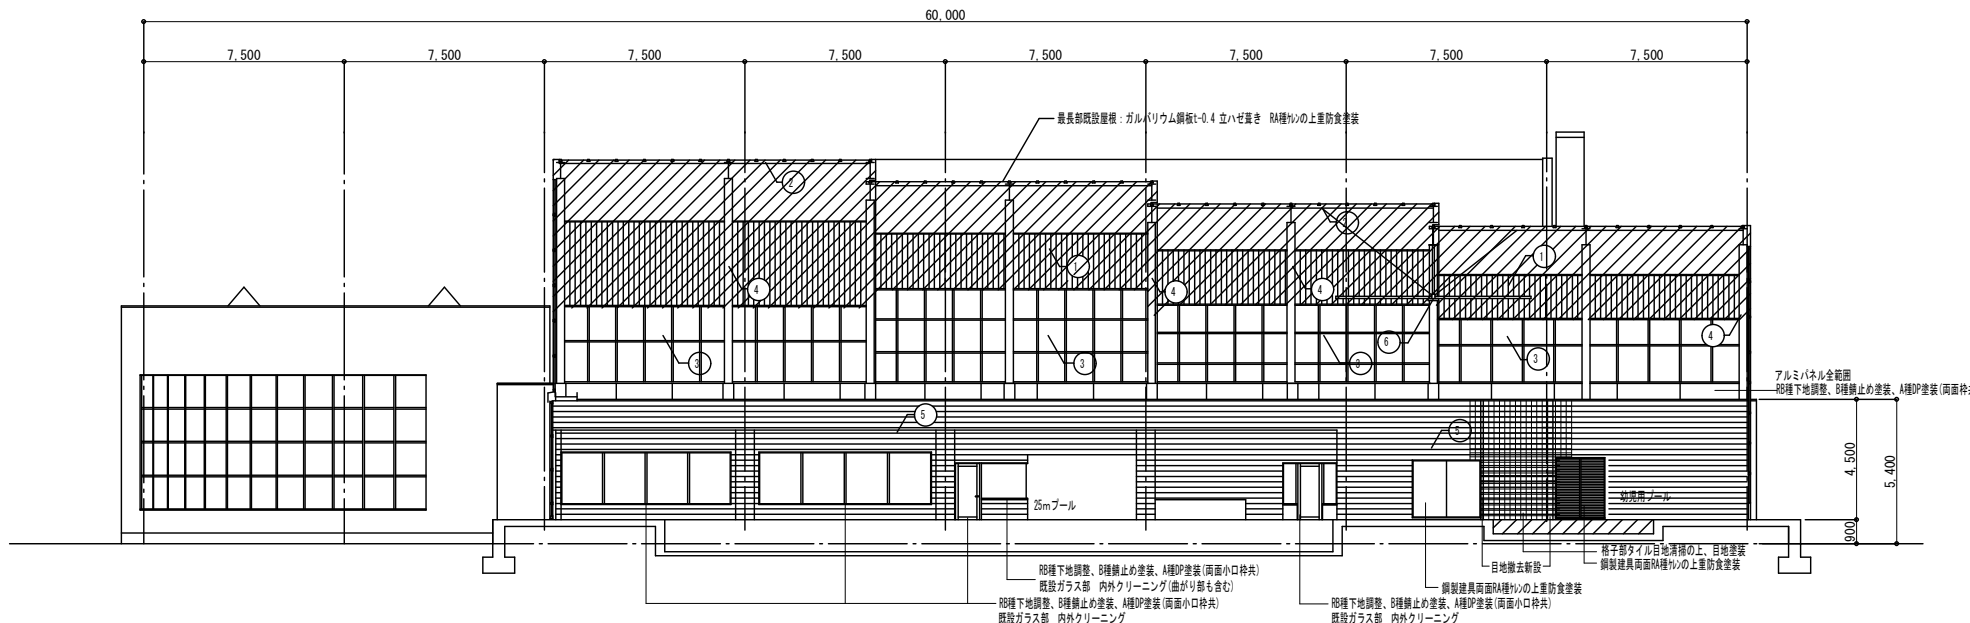 60,000
7,500 7,500 7,500 7,500 7,500 7,500 7,500 7,500
最長部既設屋根：ガルバリウム鋼板t-0.4 立ハゼ葺き RA種ｹﾚﾝの上重防食塗装
2
1
1
4
4
4
4
6
3
3
3
3
アルミパネル全範囲
RB種下地調整、B種錆止め塗装、A種DP塗装(両面枠共
5
5
4,500
5,400
900
25mプール
幼児用プール
格子部タイル目地清掃の上、目地塗装
鋼製建具両面RA種ｹﾚﾝの上重防食塗装
目地撤去新設
鋼製建具両面RA種ｹﾚﾝの上重防食塗装
RB種下地調整、B種錆止め塗装、A種DP塗装(両面小口枠共)
既設ガラス部 内外クリーニング(曲がり部も含む)
RB種下地調整、B種錆止め塗装、A種DP塗装(両面小口枠共)
既設ガラス部 内外クリーニング
RB種下地調整、B種錆止め塗装、A種DP塗装(両面小口枠共)
既設ガラス部 内外クリーニング